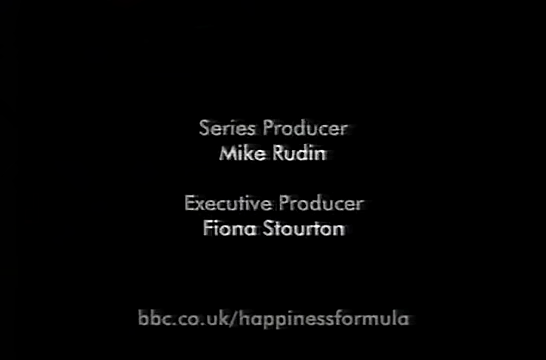 Series Producer
Mike Rudin
Executive Producer
Fiona Stourton
bbc.co.uk/happinessformula